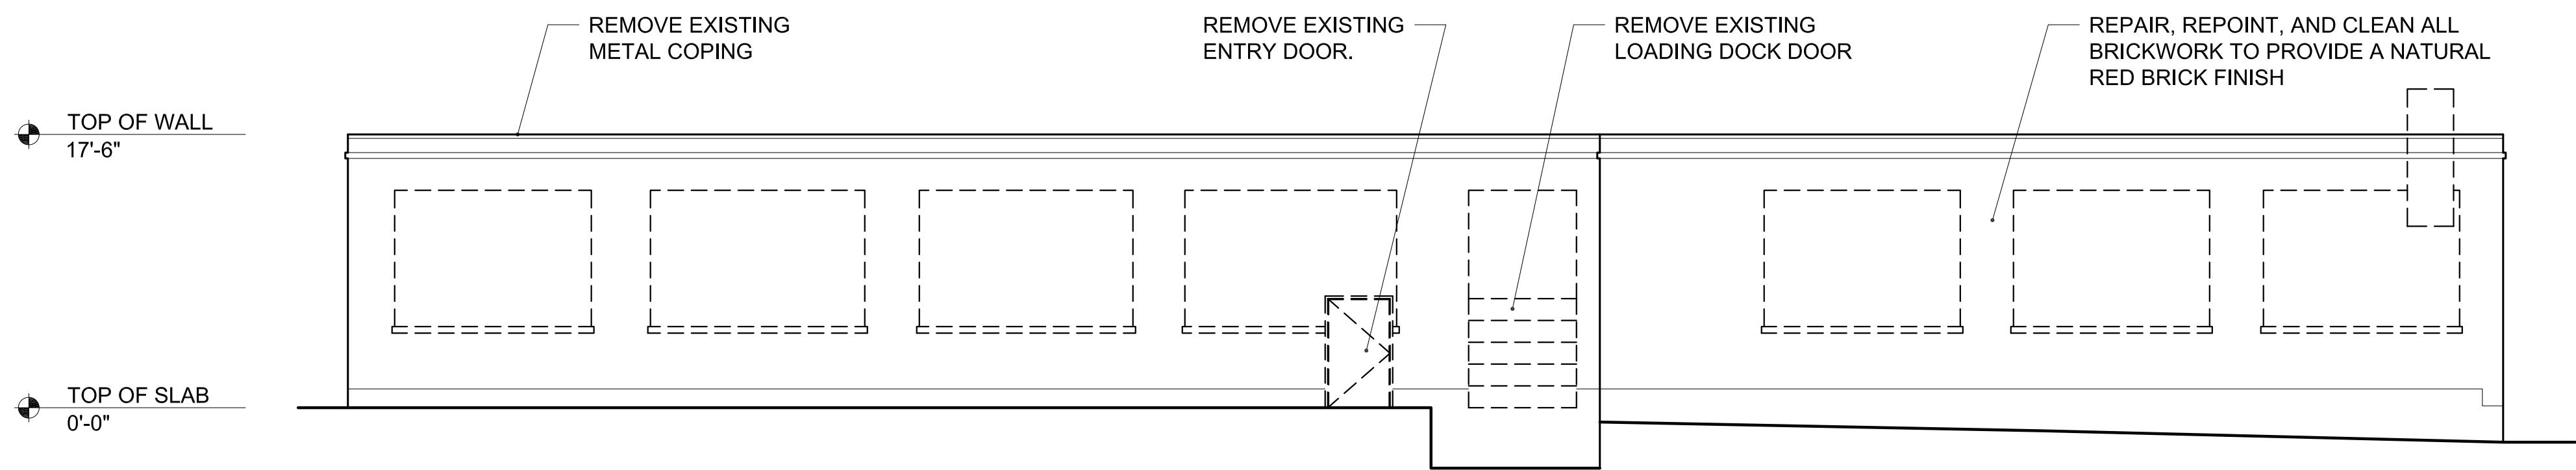 REMOVE EXISTING
METAL COPING
REMOVE EXISTING
ENTRY DOOR.
REMOVE EXISTING
LOADING DOCK DOOR
REPAIR, REPOINT, AND CLEAN ALL
BRICKWORK TO PROVIDE A NATURAL
RED BRICK FINISH
TOP OF WALL
17'-6"
TOP OF SLAB
0'-0"